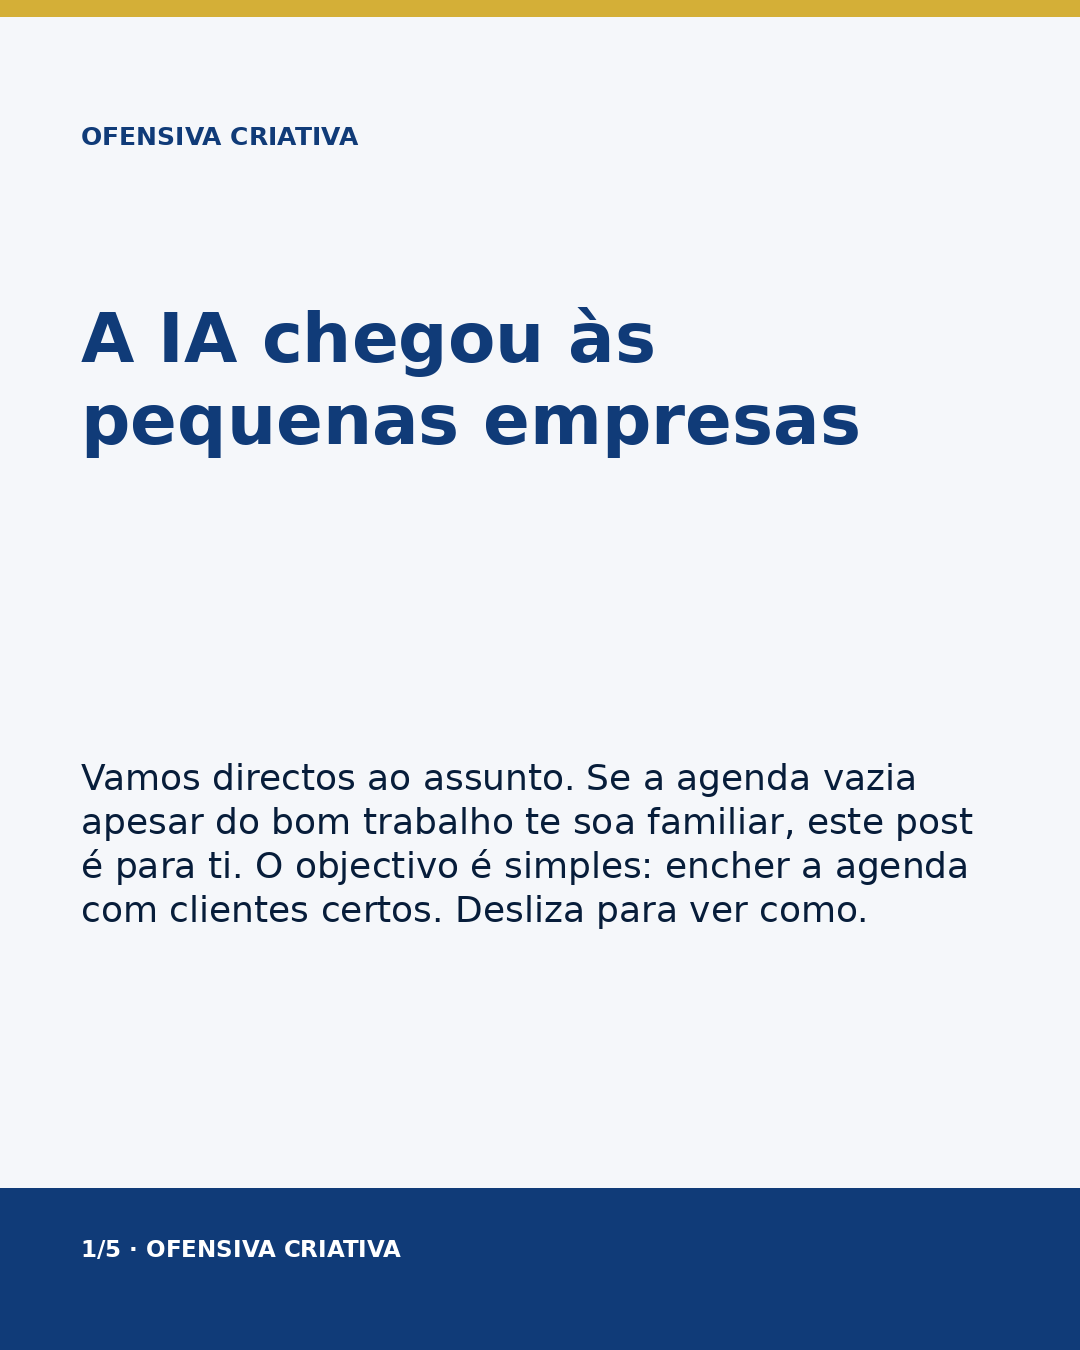 OFENSIVA CRIATIVA
A IA chegou às
pequenas empresas
Vamos directos ao assunto. Se a agenda vazia
apesar do bom trabalho te soa familiar, este post
é para ti. O objectivo é simples: encher a agenda
com clientes certos. Desliza para ver como.
1/5 · OFENSIVA CRIATIVA